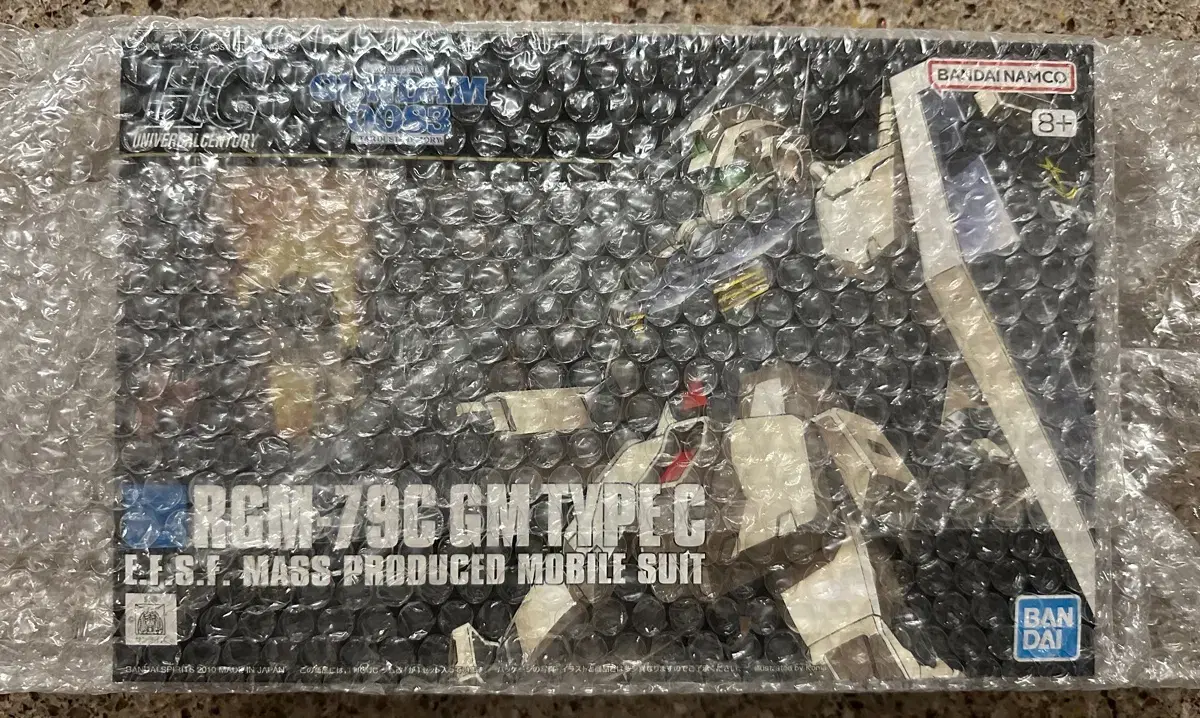 HG
UNIVERSAL CENTURY
GUNDAM
0083
BANDAI NAMCO
8+
RGM-79C GM TYPE C
E.F.S.F. MASS-PRODUCED MOBILE SUIT
BAN
DAI
BANDAI SPIRITS 2010 MADE IN JAPAN